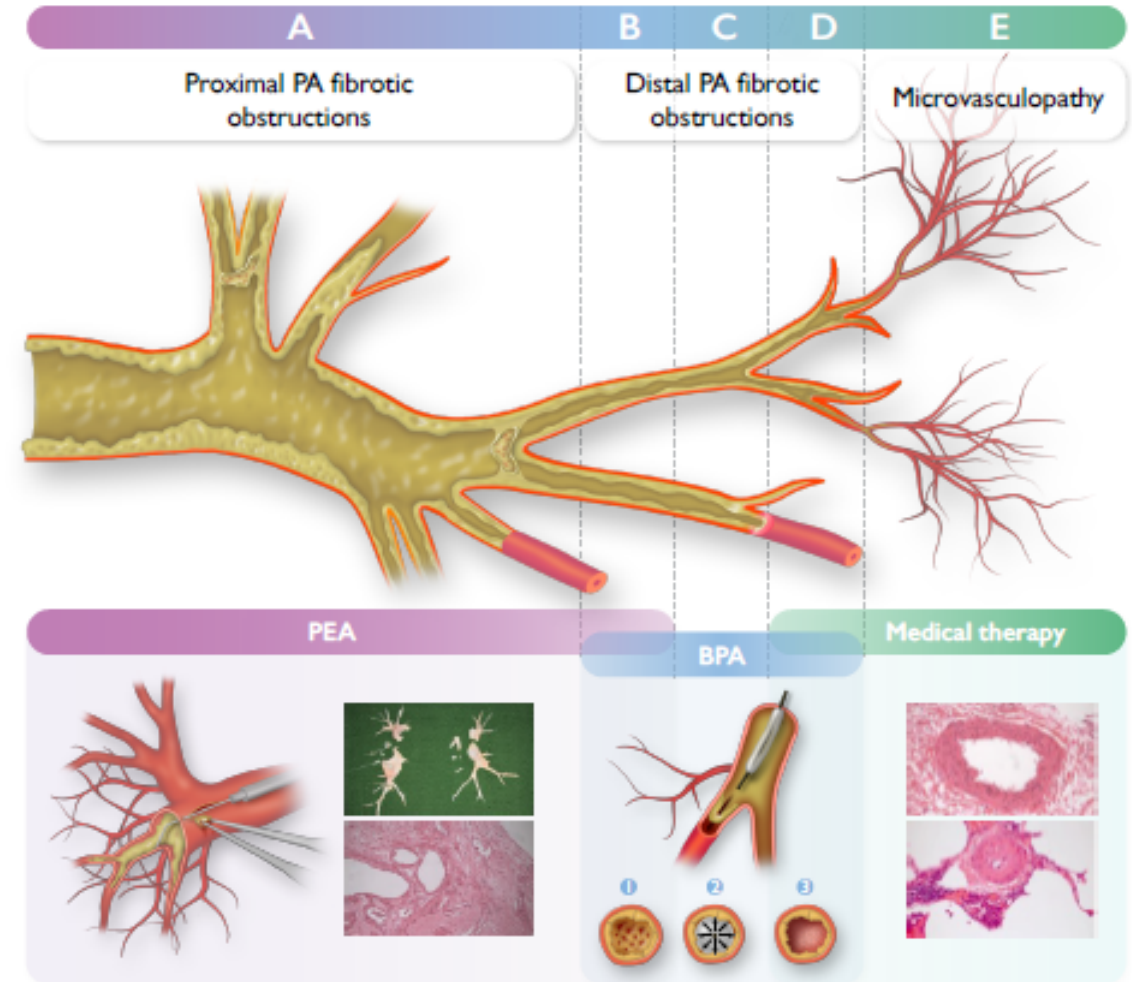 A
B
C
D
E
Proximal PA fibrotic
obstructions
Distal PA fibrotic
obstructions
Microvasculopathy
PEA
BPA
Medical therapy
1
2
3